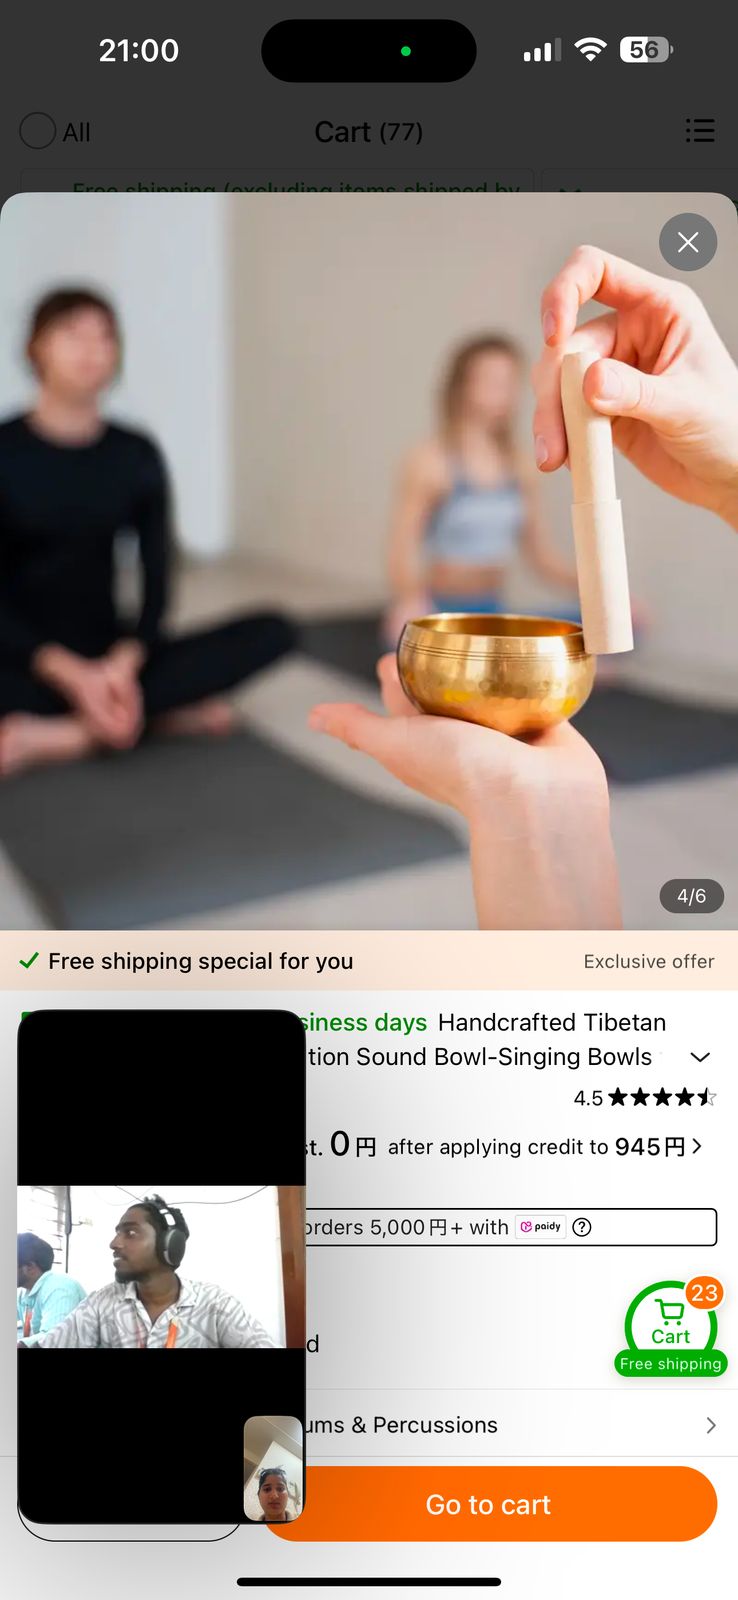 21:00
56
All
Cart (77)
Free shipping (excluding items shipped by
4/6
Free shipping special for you
Exclusive offer
siness days Handcrafted Tibetan
tion Sound Bowl-Singing Bowls
4.5
st. 0円 after applying credit to 945円
orders 5,000円+ with paidy ?
23
Cart
Free shipping
d
ums & Percussions
Go to cart